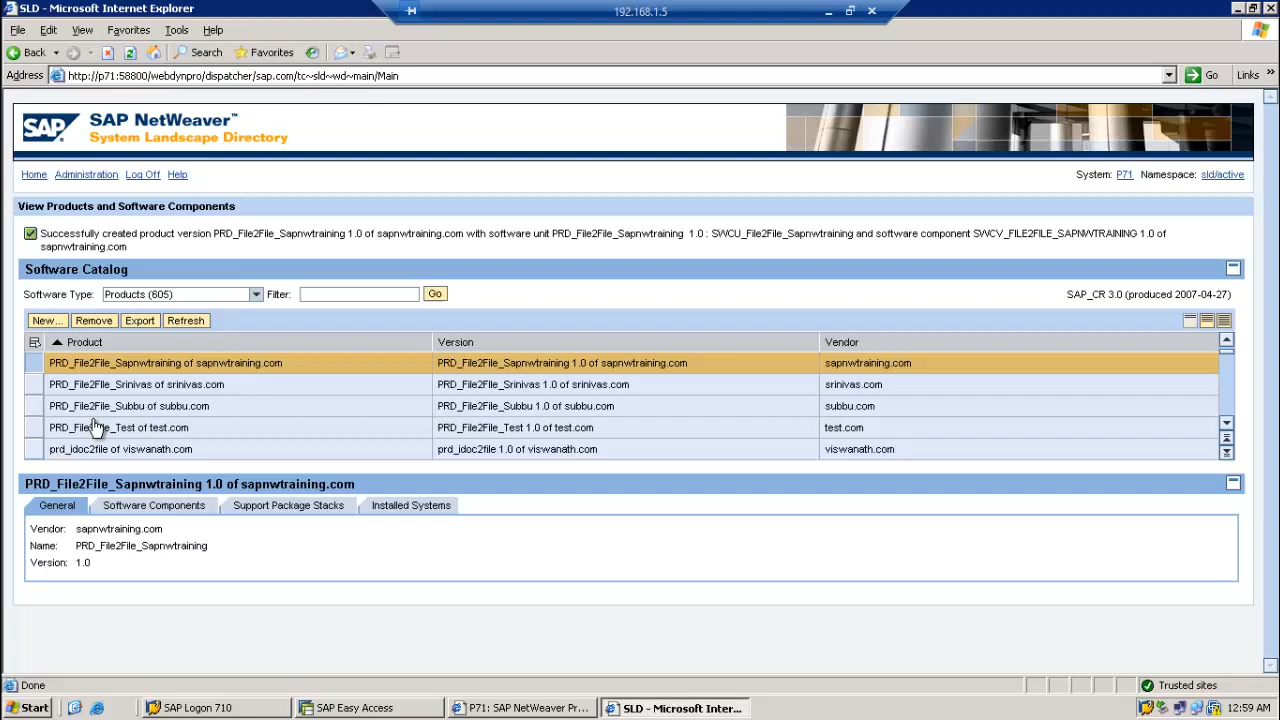 SLD - Microsoft Internet Explorer
192.168.1.5
File Edit View Favorites Tools Help
Back Search Favorites
Address http://p71:58800/webdynpro/dispatcher/sap.com/tc~sld~wd~main/Main Go Links »
SAP SAP NetWeaver™
System Landscape Directory
Home Administration Log Off Help System: P71 Namespace: sld/active
View Products and Software Components
Successfully created product version PRD_File2File_Sapnwtraining 1.0 of sapnwtraining.com with software unit PRD_File2File_Sapnwtraining 1.0 : SWCU_File2File_Sapnwtraining and software component SWCV_FILE2FILE_SAPNWTRAINING 1.0 of
sapnwtraining.com
Software Catalog
Software Type: Products (605) Filter: Go SAP_CR 3.0 (produced 2007-04-27)
New... Remove Export Refresh
Product Version Vendor
PRD_File2File_Sapnwtraining of sapnwtraining.com PRD_File2File_Sapnwtraining 1.0 of sapnwtraining.com sapnwtraining.com
PRD_File2FIle_Srinivas of srinivas.com PRD_File2FIle_Srinivas 1.0 of srinivas.com srinivas.com
PRD_File2FIle_Subbu of subbu.com PRD_File2FIle_Subbu 1.0 of subbu.com subbu.com
PRD_File2FIle_Test of test.com PRD_File2FIle_Test 1.0 of test.com test.com
prd_idoc2file of viswanath.com prd_idoc2file 1.0 of viswanath.com viswanath.com
PRD_File2File_Sapnwtraining 1.0 of sapnwtraining.com
General Software Components Support Package Stacks Installed Systems
Vendor: sapnwtraining.com
Name: PRD_File2File_Sapnwtraining
Version: 1.0
Done Trusted sites
Start SAP Logon 710 SAP Easy Access P71: SAP NetWeaver Pr... SLD - Microsoft Inter... 12:59 AM